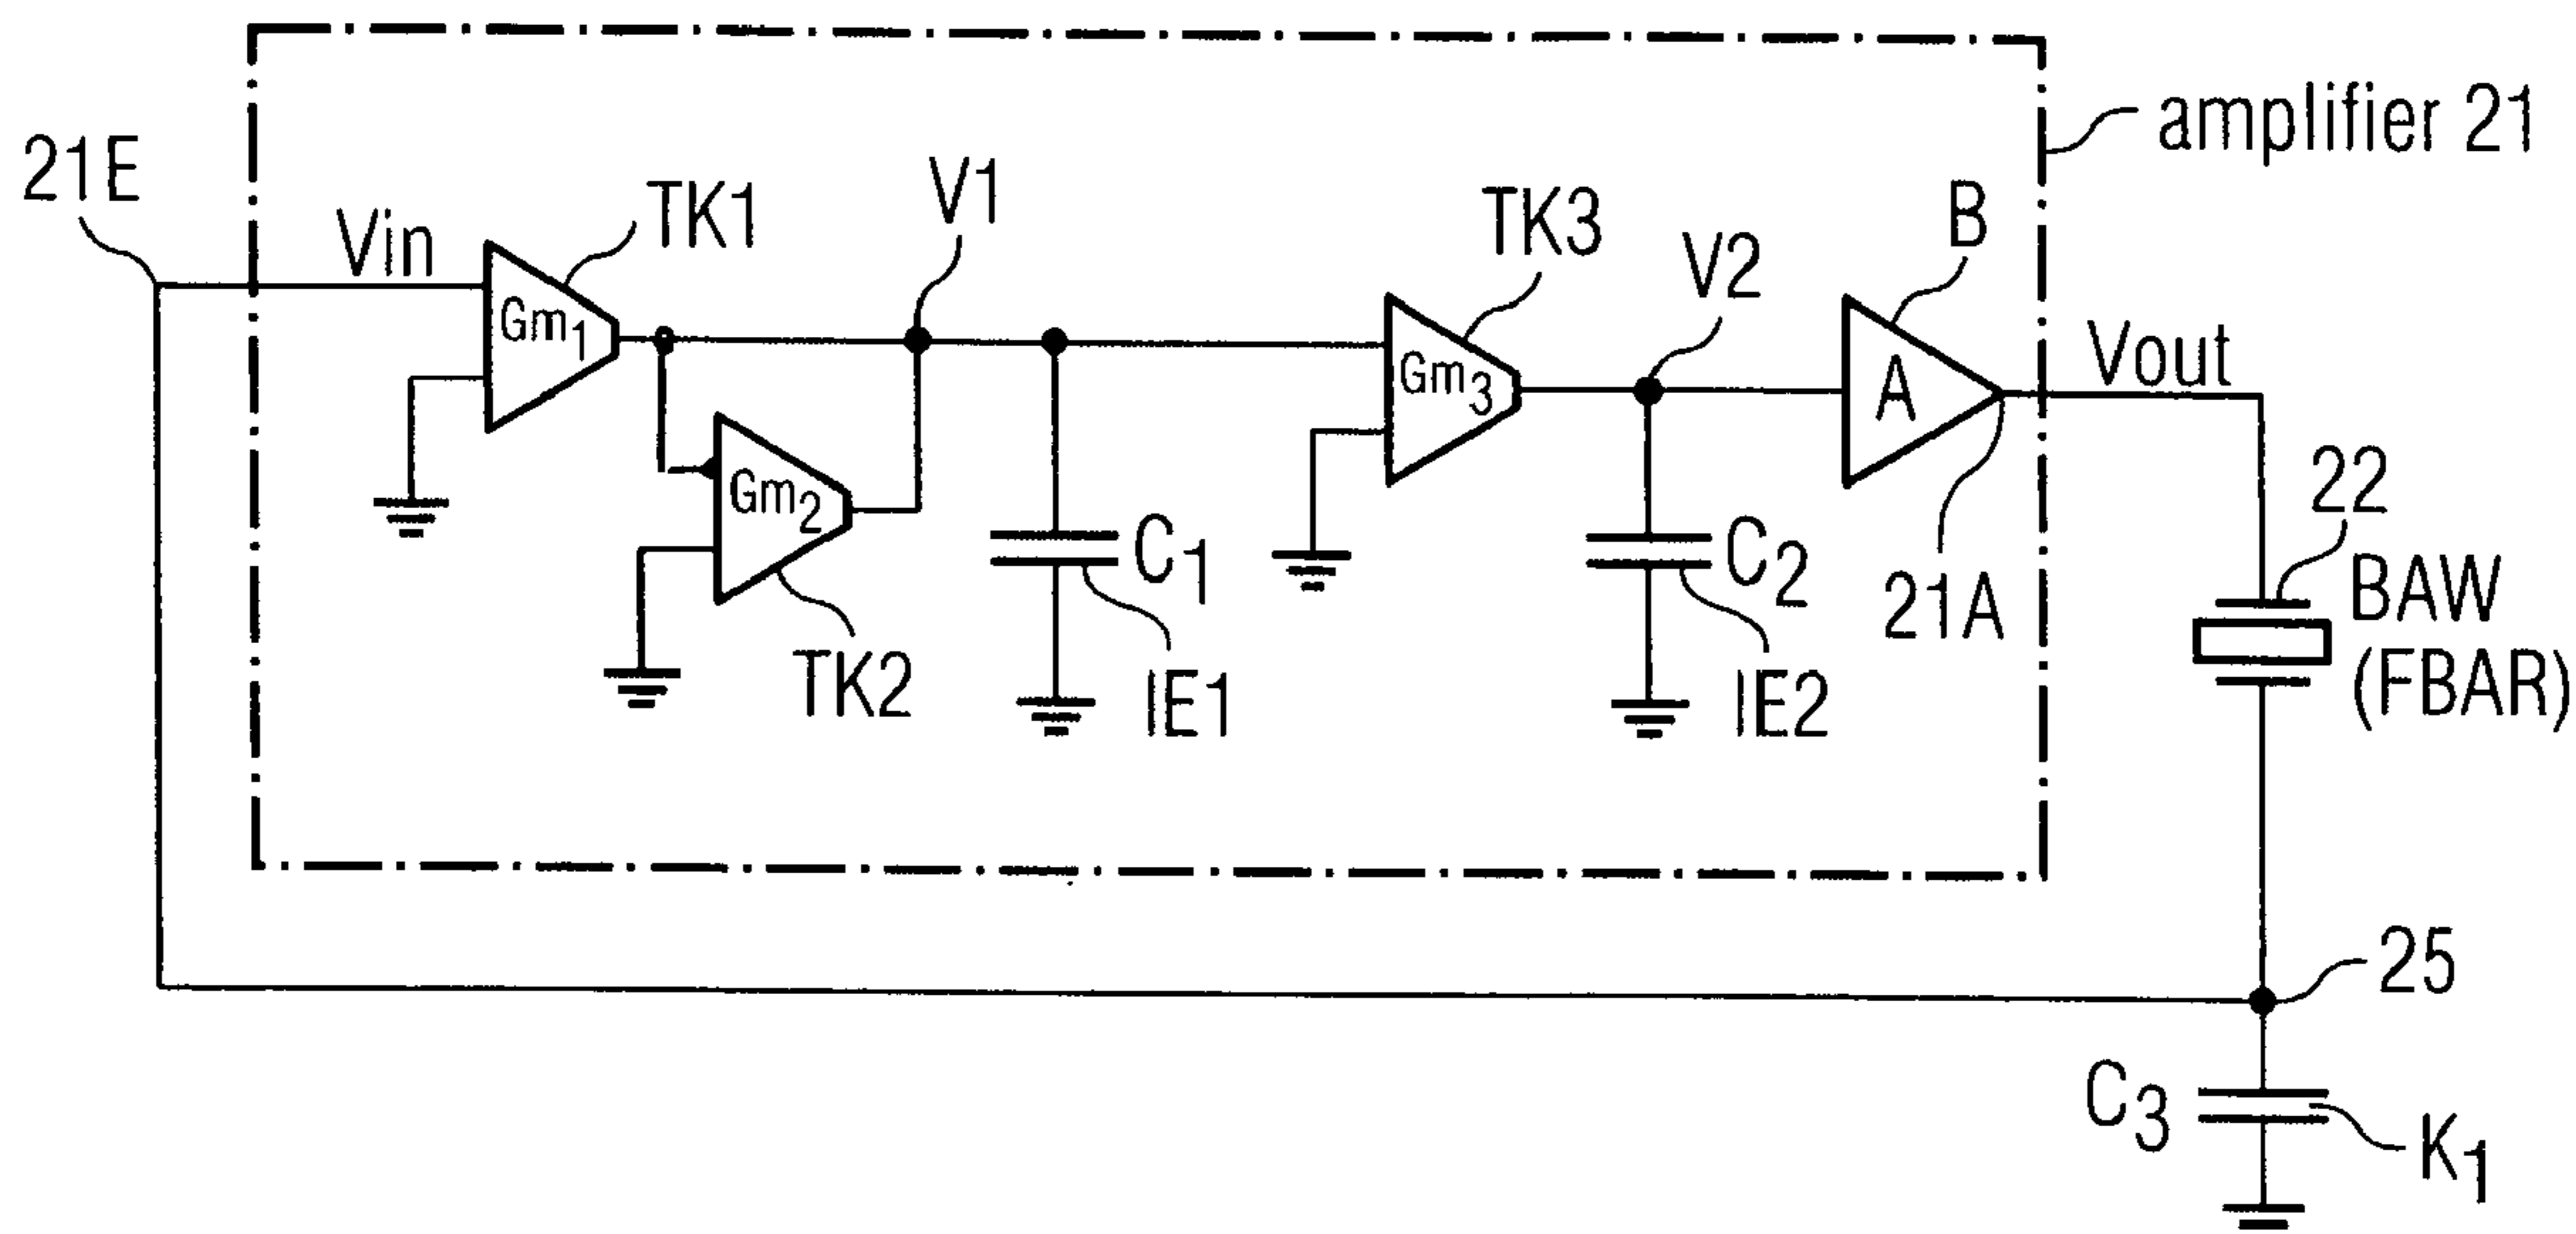 amplifier 21
21E
Vin
TK1
V1
TK3
V2
B
Gm1
Gm3
A
Vout
Gm2
22
C1
C2
21A
BAW
(FBAR)
TK2
IE1
IE2
25
C3
K1